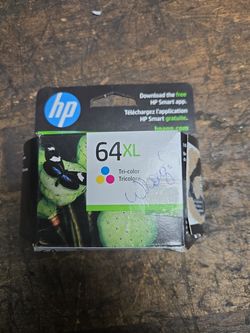 Download the free
HP Smart app.
Téléchargez l'application
HP Smart gratuite.
hp
64XL
Tri-color
Tricolore